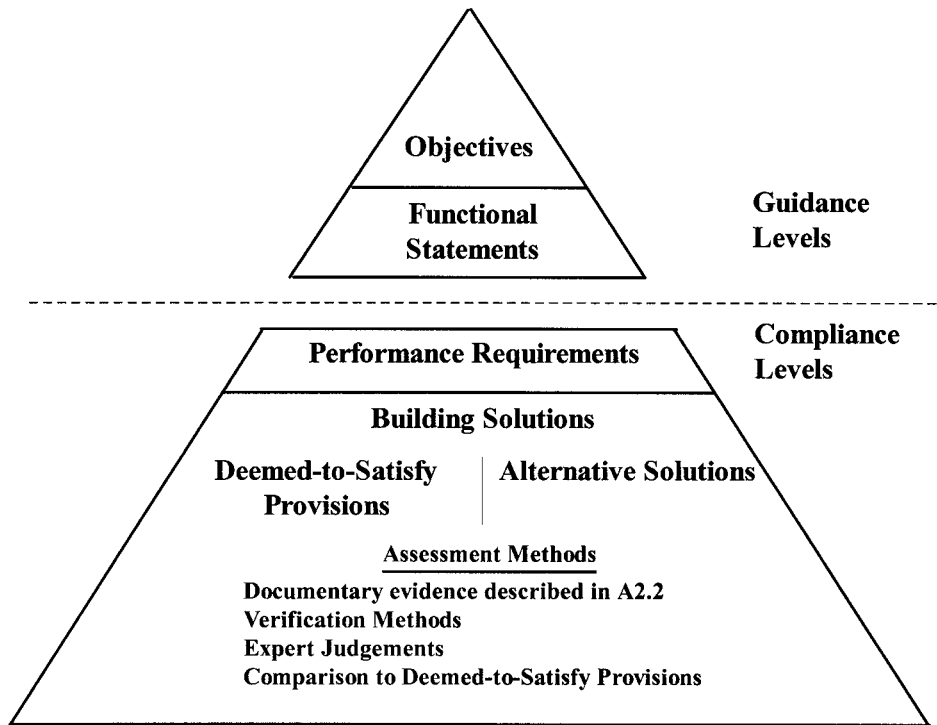 Objectives
Functional
Statements
Guidance
Levels
Compliance
Levels
Performance Requirements
Building Solutions
Deemed-to-Satisfy
Provisions
Alternative Solutions
Assessment Methods
Documentary evidence described in A2.2
Verification Methods
Expert Judgements
Comparison to Deemed-to-Satisfy Provisions